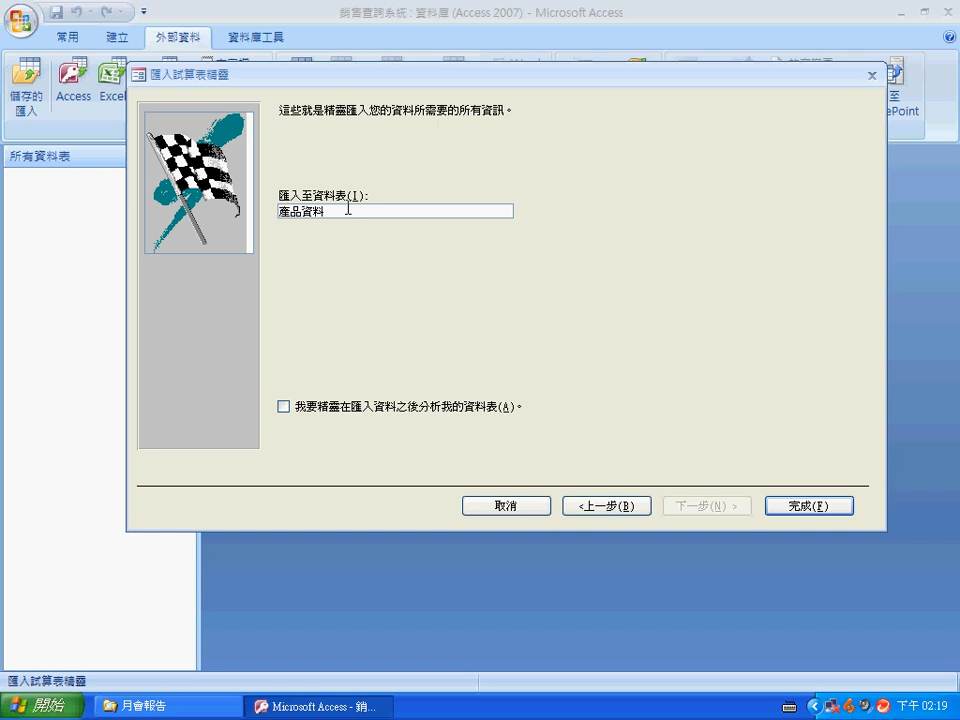 銷售查詢系統 : 資料庫 (Access 2007) - Microsoft Access
常用 建立 外部資料 資料庫工具
儲存的
匯入
Access
Excel
至
ePoint
匯入試算表精靈
所有資料表
這些就是精靈匯入您的資料所需要的所有資訊。
匯入至資料表(I):
產品資料
我要精靈在匯入資料之後分析我的資料表(A)。
取消 <上一步(B) 下一步(N) > 完成(F)
匯入試算表精靈
開始 月會報告 Microsoft Access - 銷... 下午 02:19